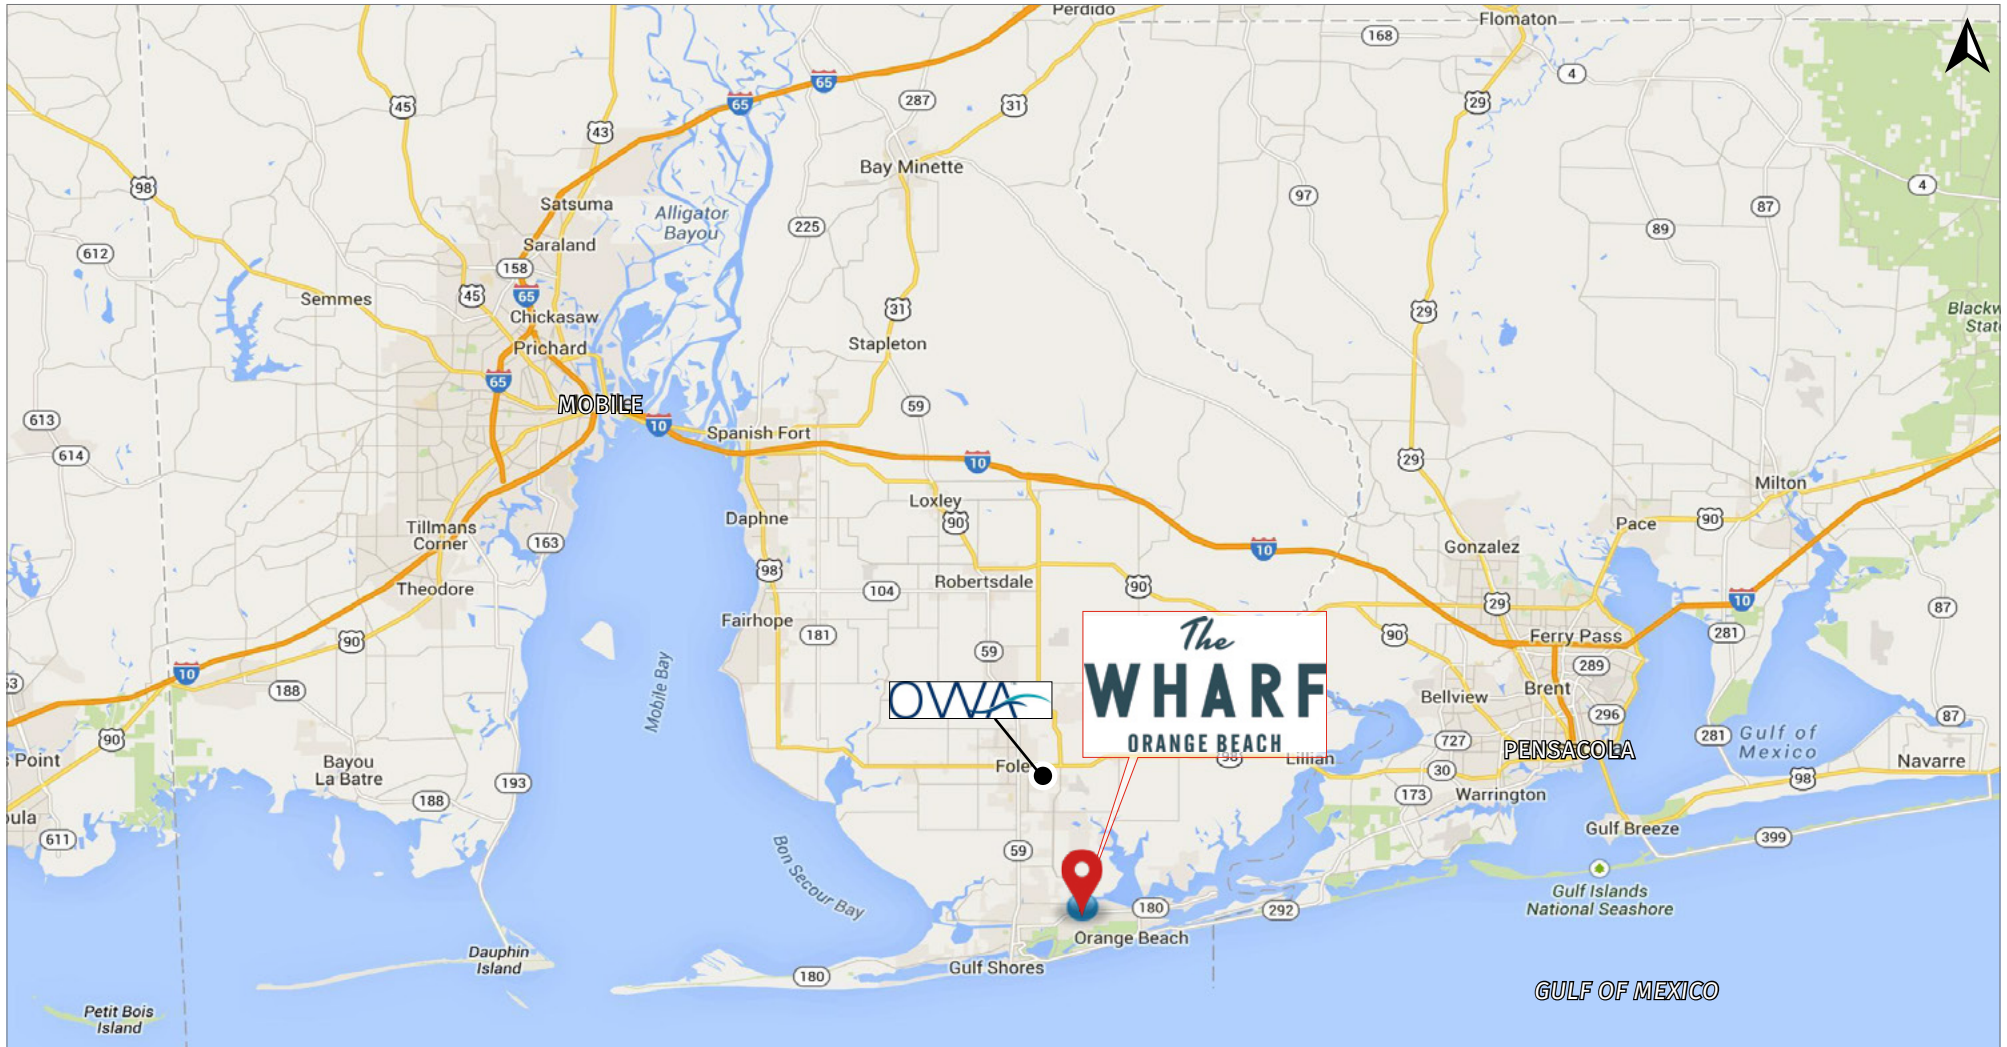 Perdido
Flomaton
168
4
65
65
287
31
29
45
43
Bay Minette
98
Satsuma
Alligator
Bayou
225
97
4
87
89
612
Saraland
158
65
45
Semmes
Chickasaw
31
29
Prichard
Stapleton
65
MOBILE
59
613
10
Spanish Fort
614
10
29
Milton
Loxley
90
Daphne
Tillmans
Corner
163
Pace
90
10
Gonzalez
98
Theodore
104
Robertsdale
90
29
10
87
Fairhope
181
90
281
Ferry Pass
59
289
The
WHARF
ORANGE BEACH
OWA
90
10
188
Mobile Bay
Bellview
Brent
296
87
281
Gulf of
Mexico
727
PENSACOLA
90
Point
Bayou
La Batre
Fole
98
Lillian
30
98
Navarre
193
188
173
Warrington
611
Gulf Breeze
399
59
Bon Secour Bay
Gulf Islands
National Seashore
180
292
Orange Beach
Dauphin
Island
180
Gulf Shores
GULF OF MEXICO
Petit Bois
Island